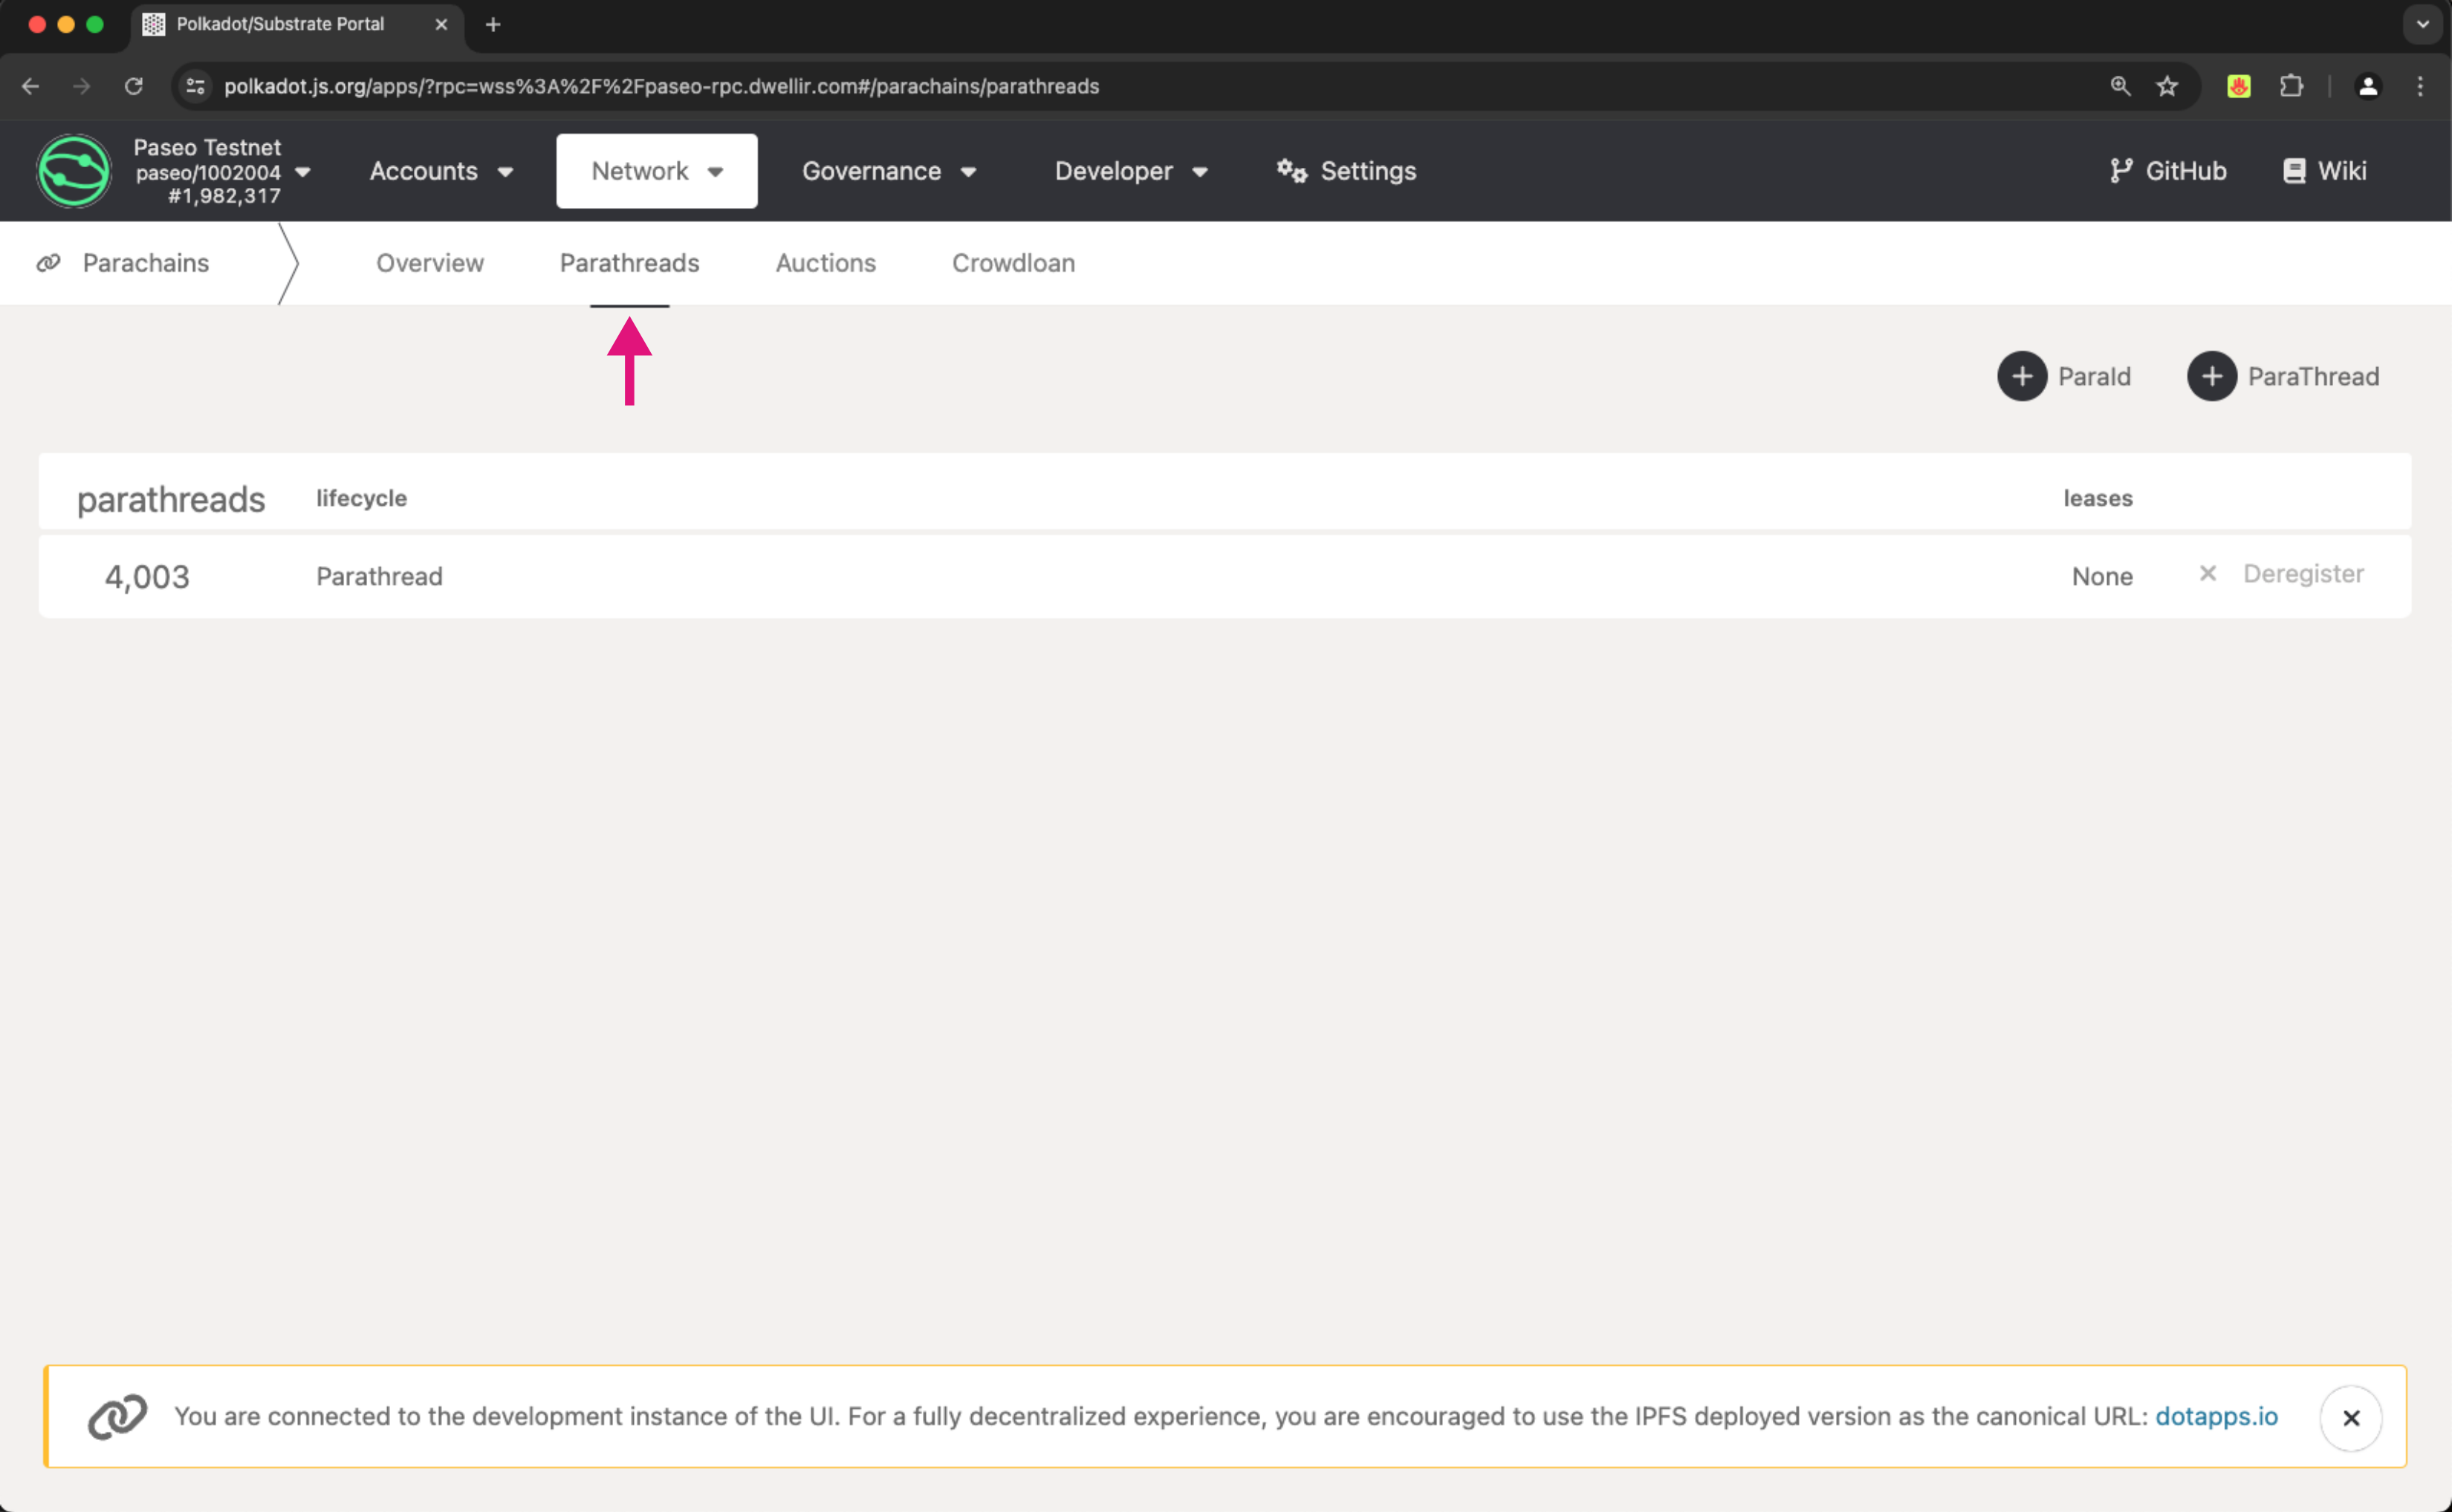 Polkadot/Substrate Portal
polkadot.js.org/apps/?rpc=wss%3A%2F%2Fpaseo-rpc.dwellir.com#/parachains/parathreads
Paseo Testnet
paseo/1002004
#1,982,317
Accounts
Network
Governance
Developer
Settings
GitHub
Wiki
Parachains
Overview
Parathreads
Auctions
Crowdloan
ParaId
ParaThread
parathreads lifecycle leases
4,003 Parathread None Deregister
You are connected to the development instance of the UI. For a fully decentralized experience, you are encouraged to use the IPFS deployed version as the canonical URL: dotapps.io